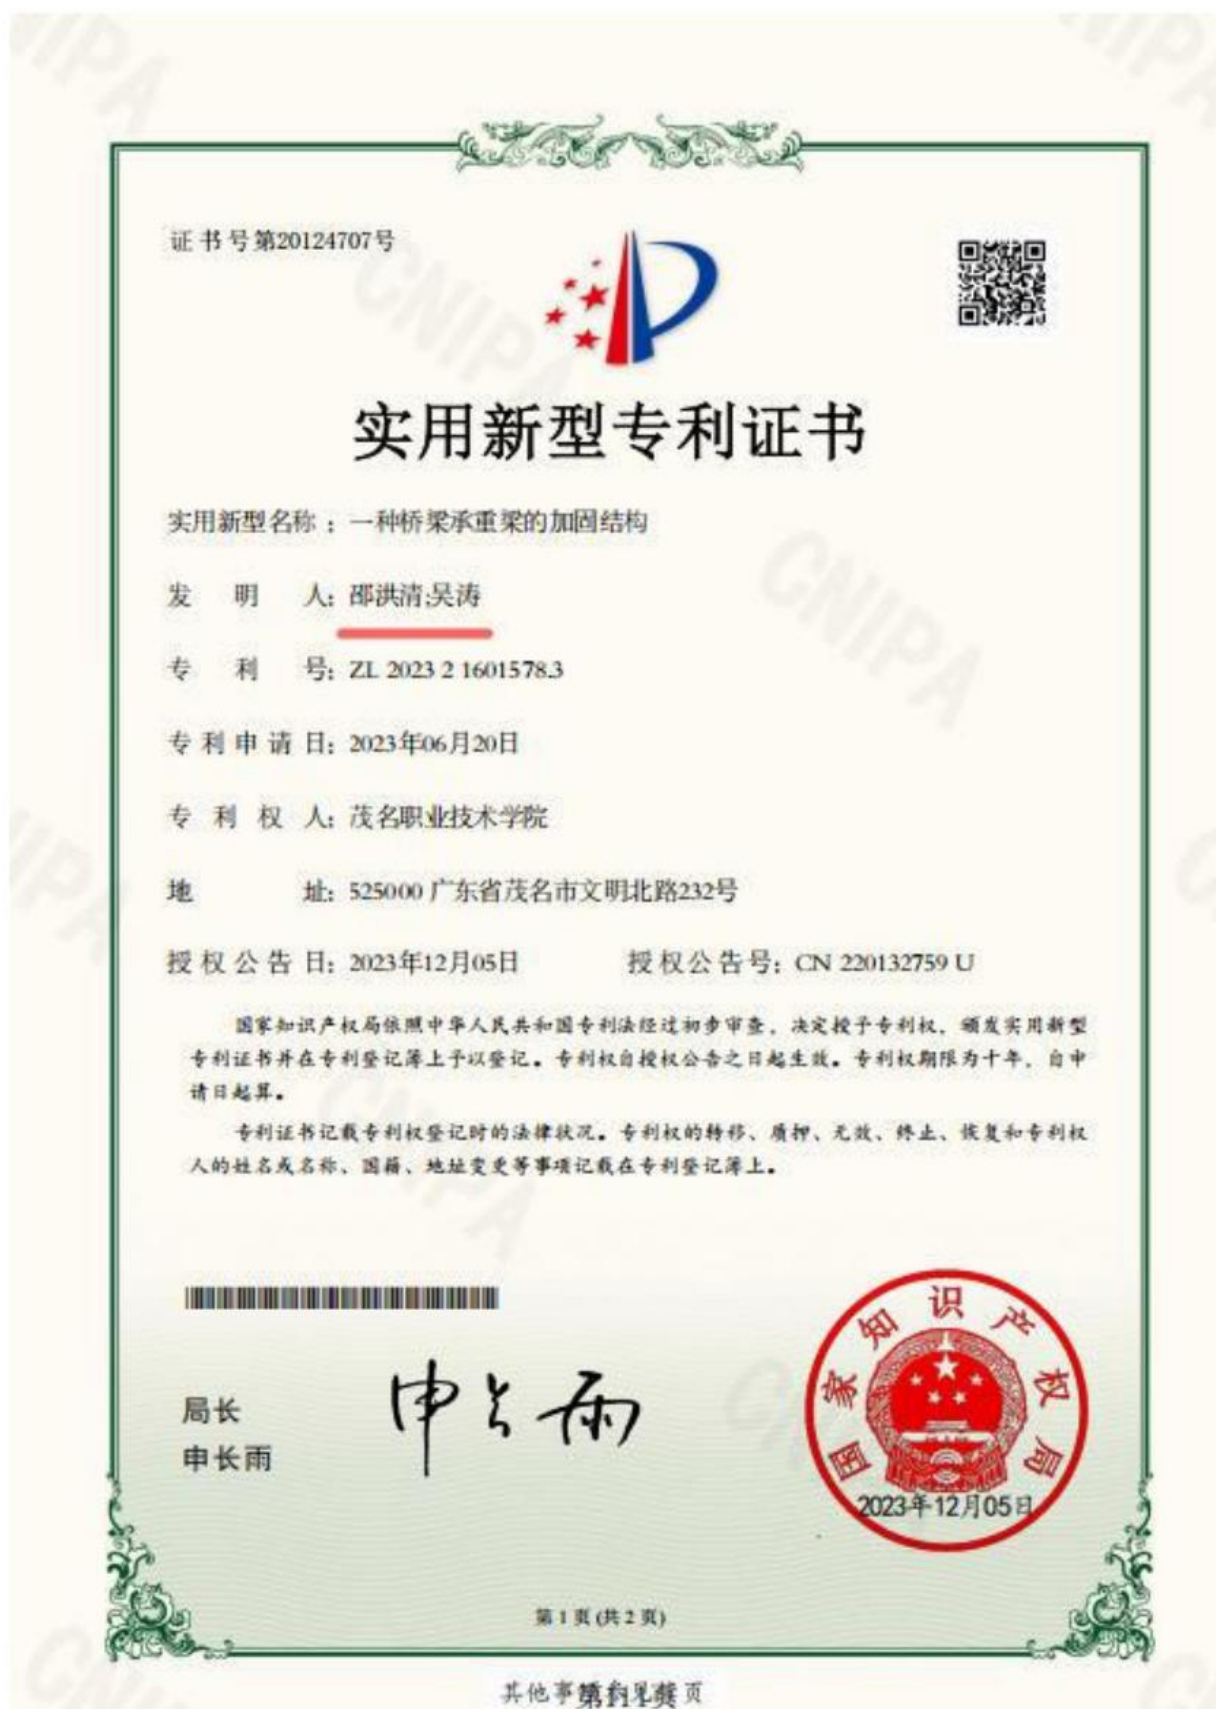 证书号第20124707号
实用新型专利证书
实用新型名称：一种桥梁承重梁的加固结构
发明人：邵洪清;吴涛
专利号：ZL 2023 2 1601578.3
专利申请日：2023年06月20日
专利权人：茂名职业技术学院
地址：525000 广东省茂名市文明北路232号
授权公告日：2023年12月05日 授权公告号：CN 220132759 U
国家知识产权局依照中华人民共和国专利法经过初步审查，决定授予专利权，颁发实用新型
专利证书并在专利登记簿上予以登记。专利权自授权公告之日起生效。专利权期限为十年，自申
请日起算。
专利证书记载专利权登记时的法律状况。专利权的转移、质押、无效、终止、恢复和专利权
人的姓名或名称、国籍、地址变更等事项记载在专利登记簿上。
局长
申长雨
申长雨
国家知识产权局
2023年12月05日
第 1 页 (共 2 页)
其他事 页
CNIPA
CNIPA
CNIPA
CNIPA